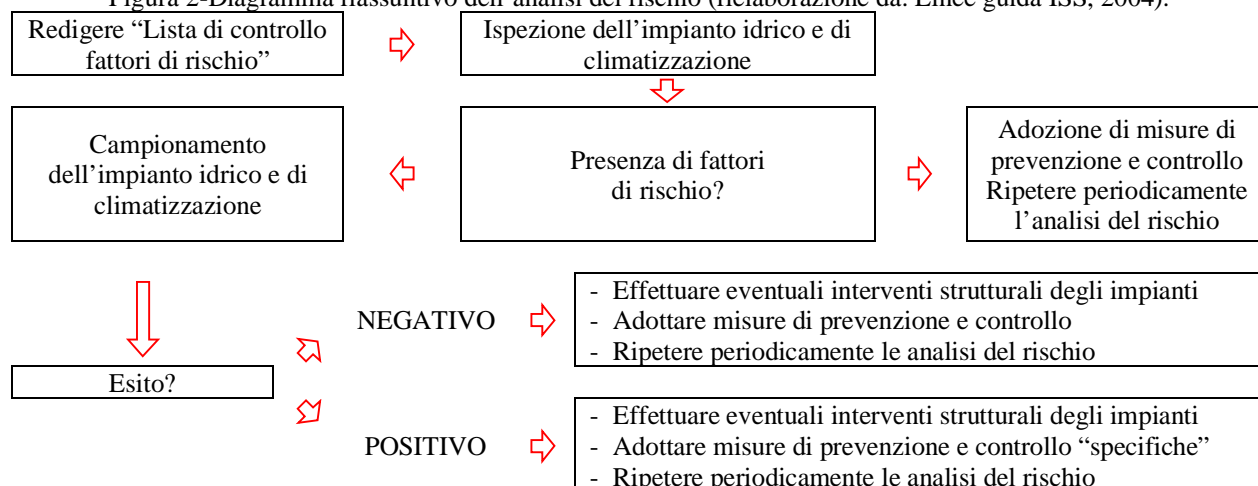 Figura 2-Diagramma riassuntivo dell'analisi del rischio (rielaborazione da: Linee guida ISS, 2004).
Redigere “Lista di controllo
fattori di rischio”
Ispezione dell’impianto idrico e di
climatizzazione
Campionamento
dell’impianto idrico e di
climatizzazione
Presenza di fattori
di rischio?
Adozione di misure di
prevenzione e controllo
Ripetere periodicamente
l’analisi del rischio
NEGATIVO
- Effettuare eventuali interventi strutturali degli impianti
- Adottare misure di prevenzione e controllo
- Ripetere periodicamente le analisi del rischio
Esito?
POSITIVO
- Effettuare eventuali interventi strutturali degli impianti
- Adottare misure di prevenzione e controllo “specifiche”
- Ripetere periodicamente le analisi del rischio